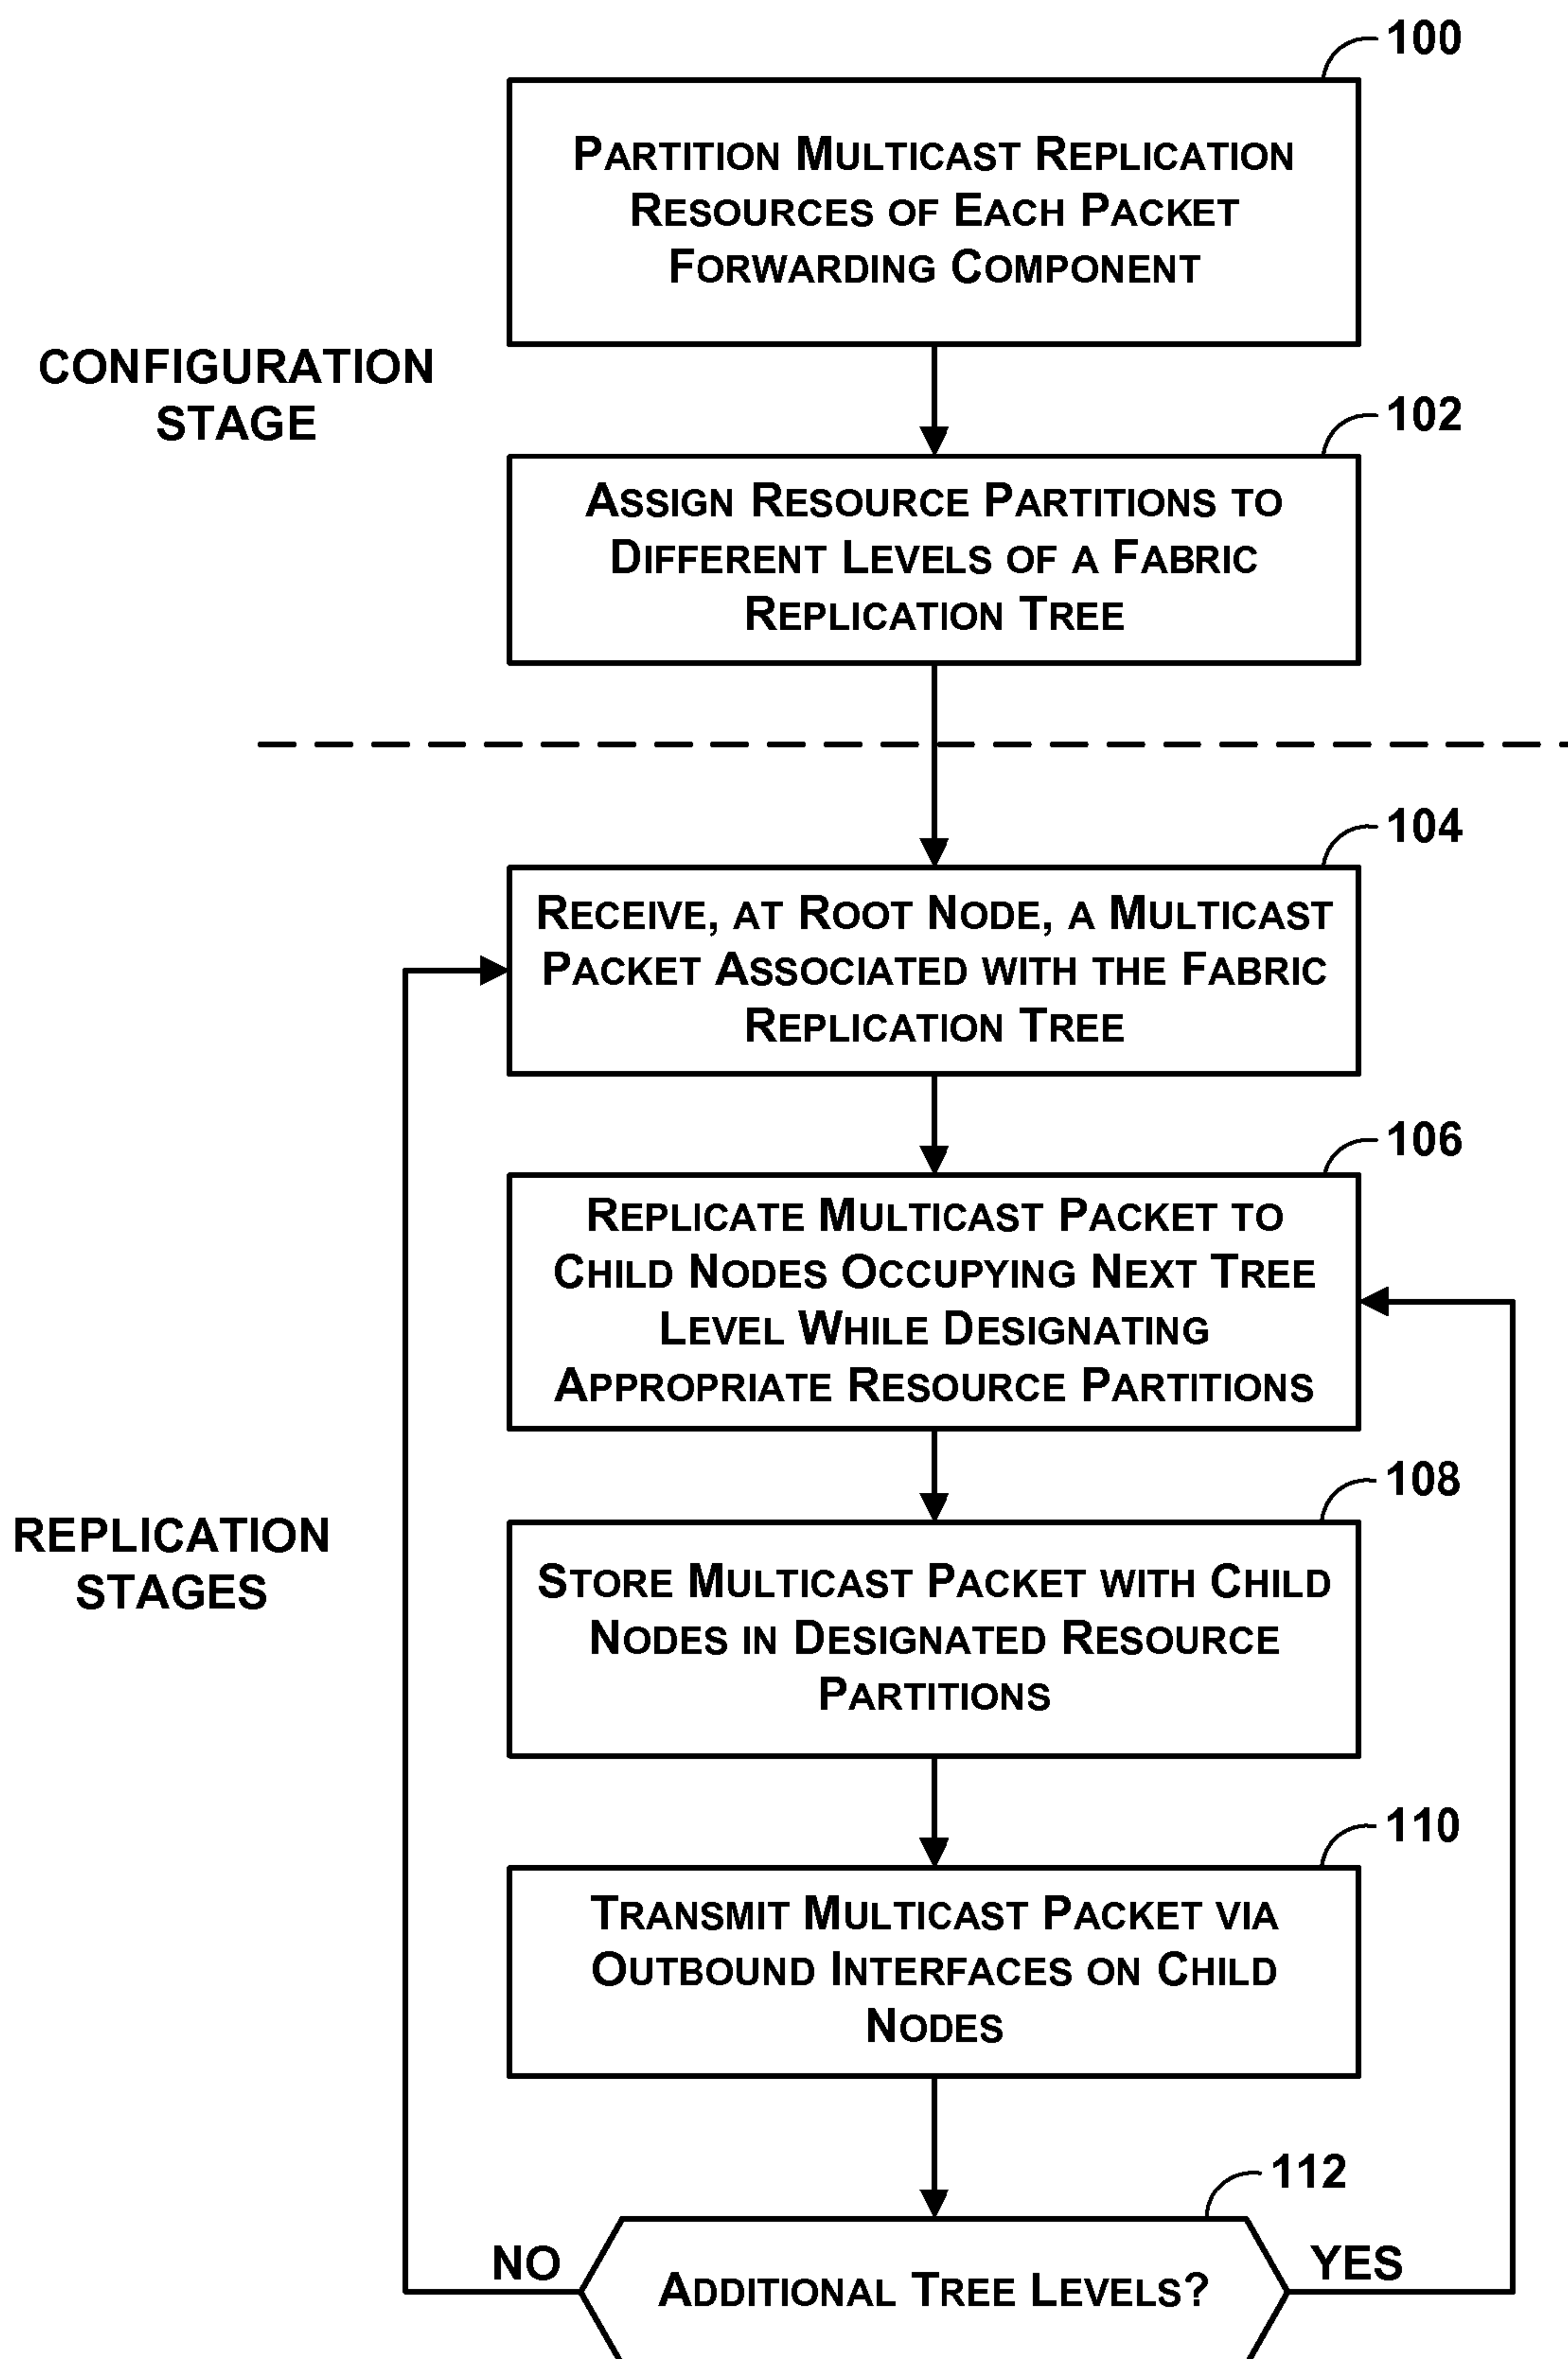 100
PARTITION MULTICAST REPLICATION
RESOURCES OF EACH PACKET
FORWARDING COMPONENT
CONFIGURATION
STAGE
102
ASSIGN RESOURCE PARTITIONS TO
DIFFERENT LEVELS OF A FABRIC
REPLICATION TREE
104
RECEIVE, AT ROOT NODE, A MULTICAST
PACKET ASSOCIATED WITH THE FABRIC
REPLICATION TREE
106
REPLICATE MULTICAST PACKET TO
CHILD NODES OCCUPYING NEXT TREE
LEVEL WHILE DESIGNATING
APPROPRIATE RESOURCE PARTITIONS
REPLICATION
STAGES
108
STORE MULTICAST PACKET WITH CHILD
NODES IN DESIGNATED RESOURCE
PARTITIONS
110
TRANSMIT MULTICAST PACKET VIA
OUTBOUND INTERFACES ON CHILD
NODES
112
NO
ADDITIONAL TREE LEVELS?
YES